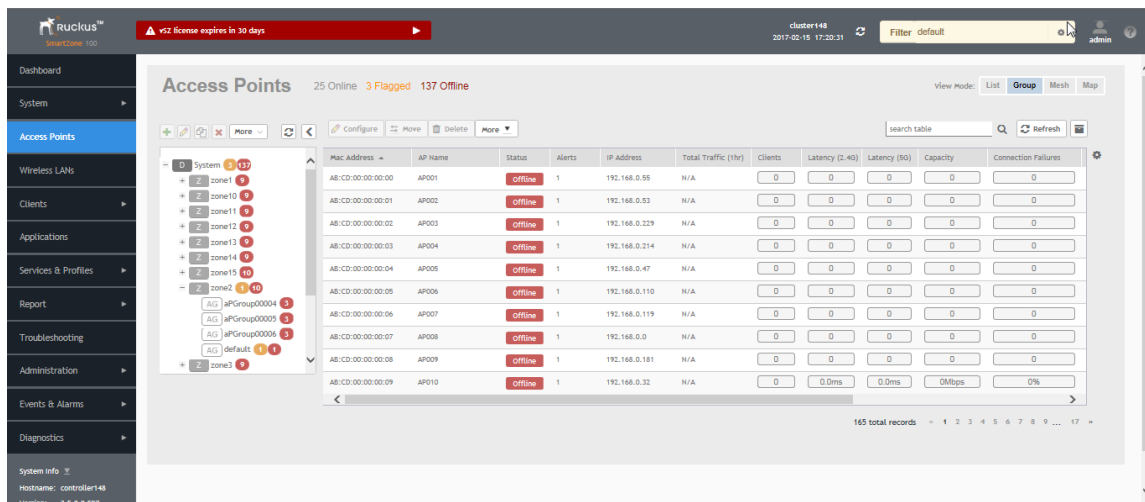 RUCKUS™
SmartZone 100
vSZ license expires in 30 days
cluster148
2017-02-15 17:20:31
Filter default
admin
Dashboard
System
Access Points
Wireless LANs
Clients
Applications
Services & Profiles
Report
Troubleshooting
Administration
Events & Alarms
Diagnostics
System Info
Hostname: controller148
Access Points 25 Online 3 Flagged 137 Offline
View Mode: List Group Mesh Map
More
Configure Move Delete More
search table
Refresh
D System 3 137
Z zone1 9
Z zone10 9
Z zone11 9
Z zone12 9
Z zone13 9
Z zone14 9
Z zone15 10
Z zone2 1 10
AG aPGroup00004 3
AG aPGroup00005 3
AG aPGroup00006 3
AG default 1 1
Z zone3 9
Mac Address AP Name Status Alerts IP Address Total Traffic (1hr) Clients Latency (2.4G) Latency (5G) Capacity Connection Failures
AB:CD:00:00:00:00 AP001 Offline 1 192.168.0.55 N/A 0 0 0 0 0
AB:CD:00:00:00:01 AP002 Offline 1 192.168.0.53 N/A 0 0 0 0 0
AB:CD:00:00:00:02 AP003 Offline 1 192.168.0.229 N/A 0 0 0 0 0
AB:CD:00:00:00:03 AP004 Offline 1 192.168.0.214 N/A 0 0 0 0 0
AB:CD:00:00:00:04 AP005 Offline 1 192.168.0.47 N/A 0 0 0 0 0
AB:CD:00:00:00:05 AP006 Offline 1 192.168.0.110 N/A 0 0 0 0 0
AB:CD:00:00:00:06 AP007 Offline 1 192.168.0.119 N/A 0 0 0 0 0
AB:CD:00:00:00:07 AP008 Offline 1 192.168.0.0 N/A 0 0 0 0 0
AB:CD:00:00:00:08 AP009 Offline 1 192.168.0.181 N/A 0 0 0 0 0
AB:CD:00:00:00:09 AP010 Offline 1 192.168.0.32 N/A 0 0.0ms 0.0ms 0Mbps 0%
165 total records « 1 2 3 4 5 6 7 8 9 ... 17 »